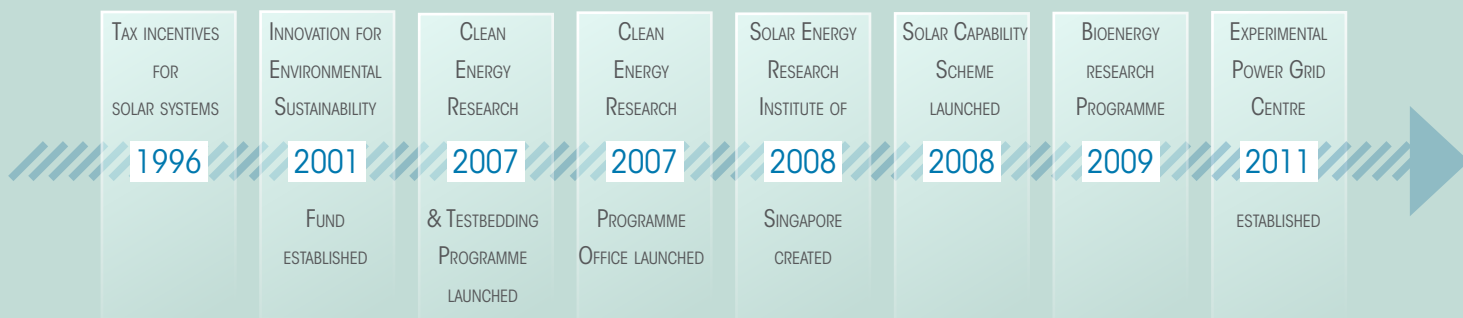 Tax incentives
for
solar systems
1996
Innovation for
Environmental
Sustainability
2001
Fund
established
Clean
Energy
Research
2007
& Testbedding
Programme
launched
Clean
Energy
Research
2007
Programme
Office launched
Solar Energy
Research
Institute of
2008
Singapore
created
Solar Capability
Scheme
launched
2008
Bioenergy
research
Programme
2009
Experimental
Power Grid
Centre
2011
established